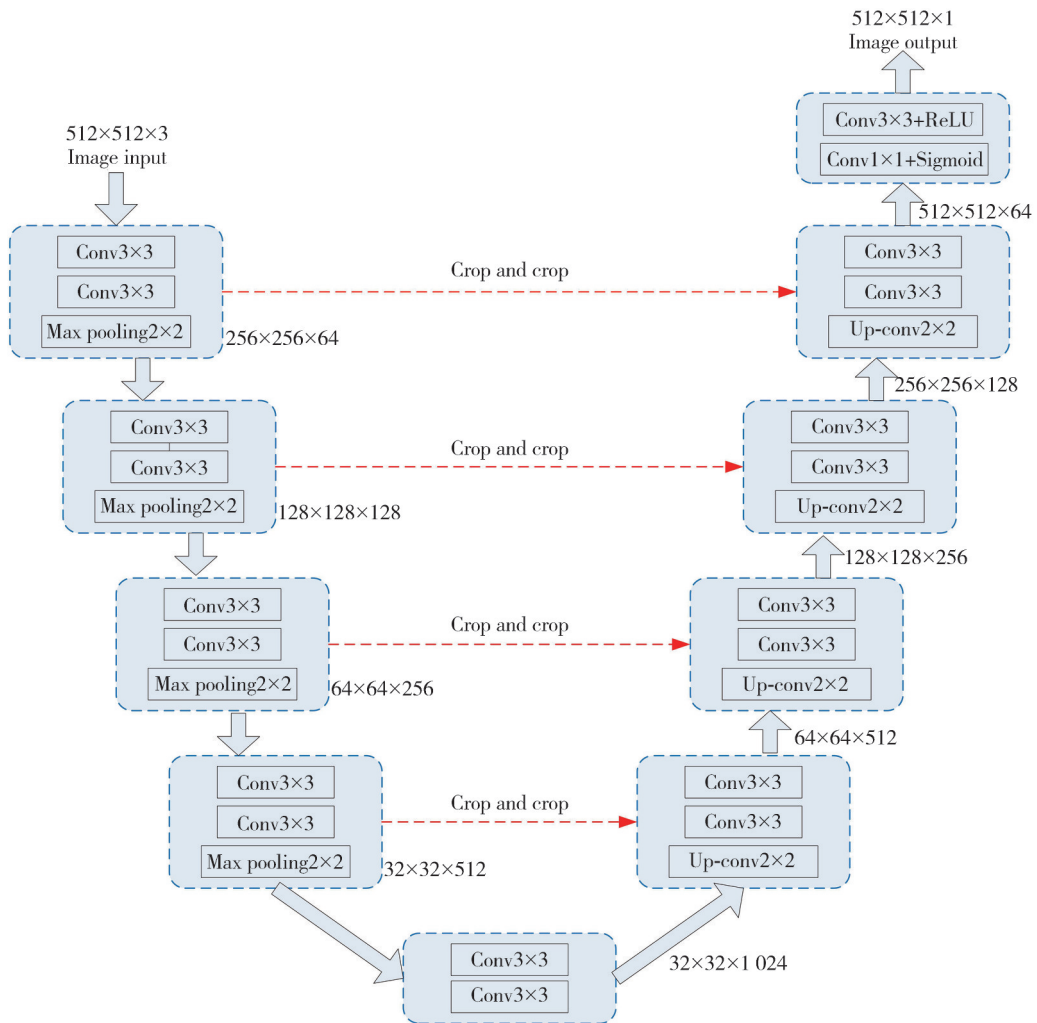 512×512×1
Image output
Conv3×3+ReLU
Conv1×1+Sigmoid
512×512×64
512×512×3
Image input
Conv3×3
Conv3×3
Max pooling2×2
256×256×64
Crop and crop
Conv3×3
Conv3×3
Up-conv2×2
256×256×128
Conv3×3
Conv3×3
Max pooling2×2
128×128×128
Crop and crop
Conv3×3
Conv3×3
Up-conv2×2
128×128×256
Conv3×3
Conv3×3
Max pooling2×2
64×64×256
Crop and crop
Conv3×3
Conv3×3
Up-conv2×2
64×64×512
Conv3×3
Conv3×3
Max pooling2×2
32×32×512
Crop and crop
Conv3×3
Conv3×3
Up-conv2×2
32×32×1 024
Conv3×3
Conv3×3